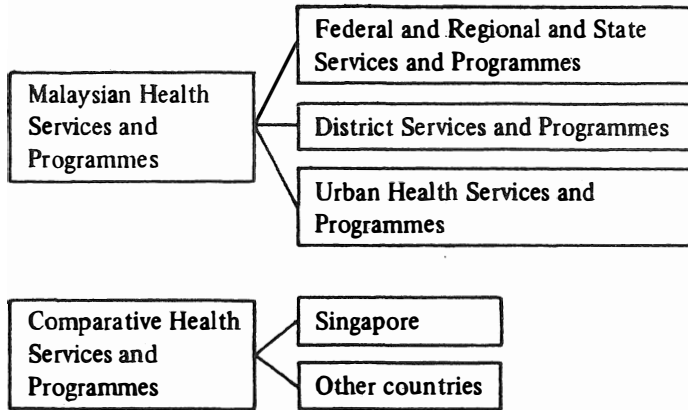 Malaysian Health
Services and
Programmes
Federal and Regional and State
Services and Programmes
District Services and Programmes
Urban Health Services and
Programmes
Comparative Health
Services and
Programmes
Singapore
Other countries